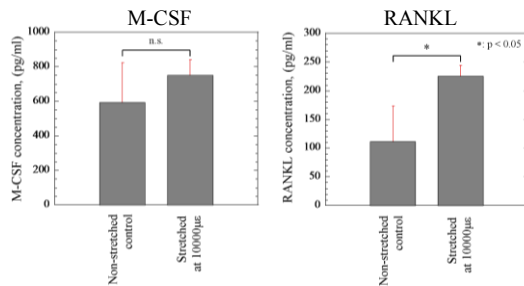 M-CSF
1000
800
600
400
200
0
M-CSF concentration, (pg/ml)
n.s.
Non-stretched
control
Stretched
at 10000με
RANKL
300
250
200
150
100
50
0
RANKL concentration, (pg/ml)
*
*: p < 0.05
Non-stretched
control
Stretched
at 10000με